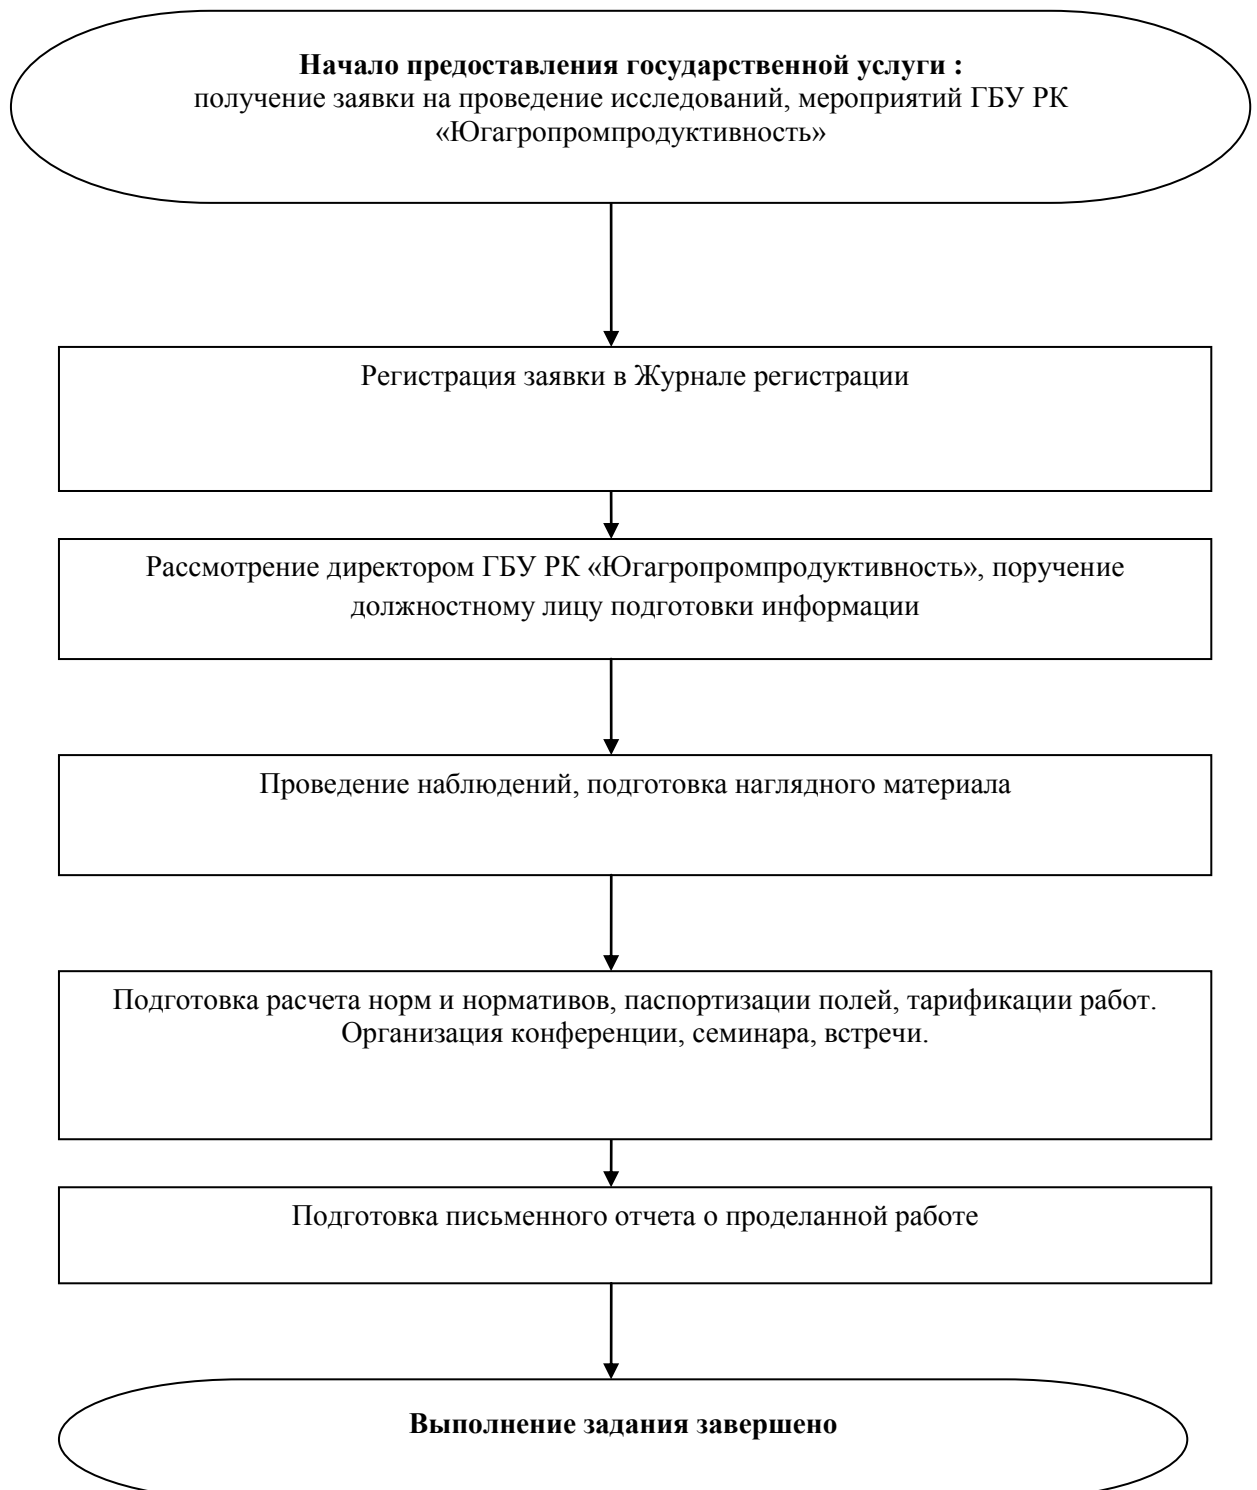 Начало предоставления государственной услуги :
получение заявки на проведение исследований, мероприятий ГБУ РК
«Югагропромпродуктивность»
Регистрация заявки в Журнале регистрации
Рассмотрение директором ГБУ РК «Югагропромпродуктивность», поручение
должностному лицу подготовки информации
Проведение наблюдений, подготовка наглядного материала
Подготовка расчета норм и нормативов, паспортизации полей, тарификации работ.
Организация конференции, семинара, встречи.
Подготовка письменного отчета о проделанной работе
Выполнение задания завершено